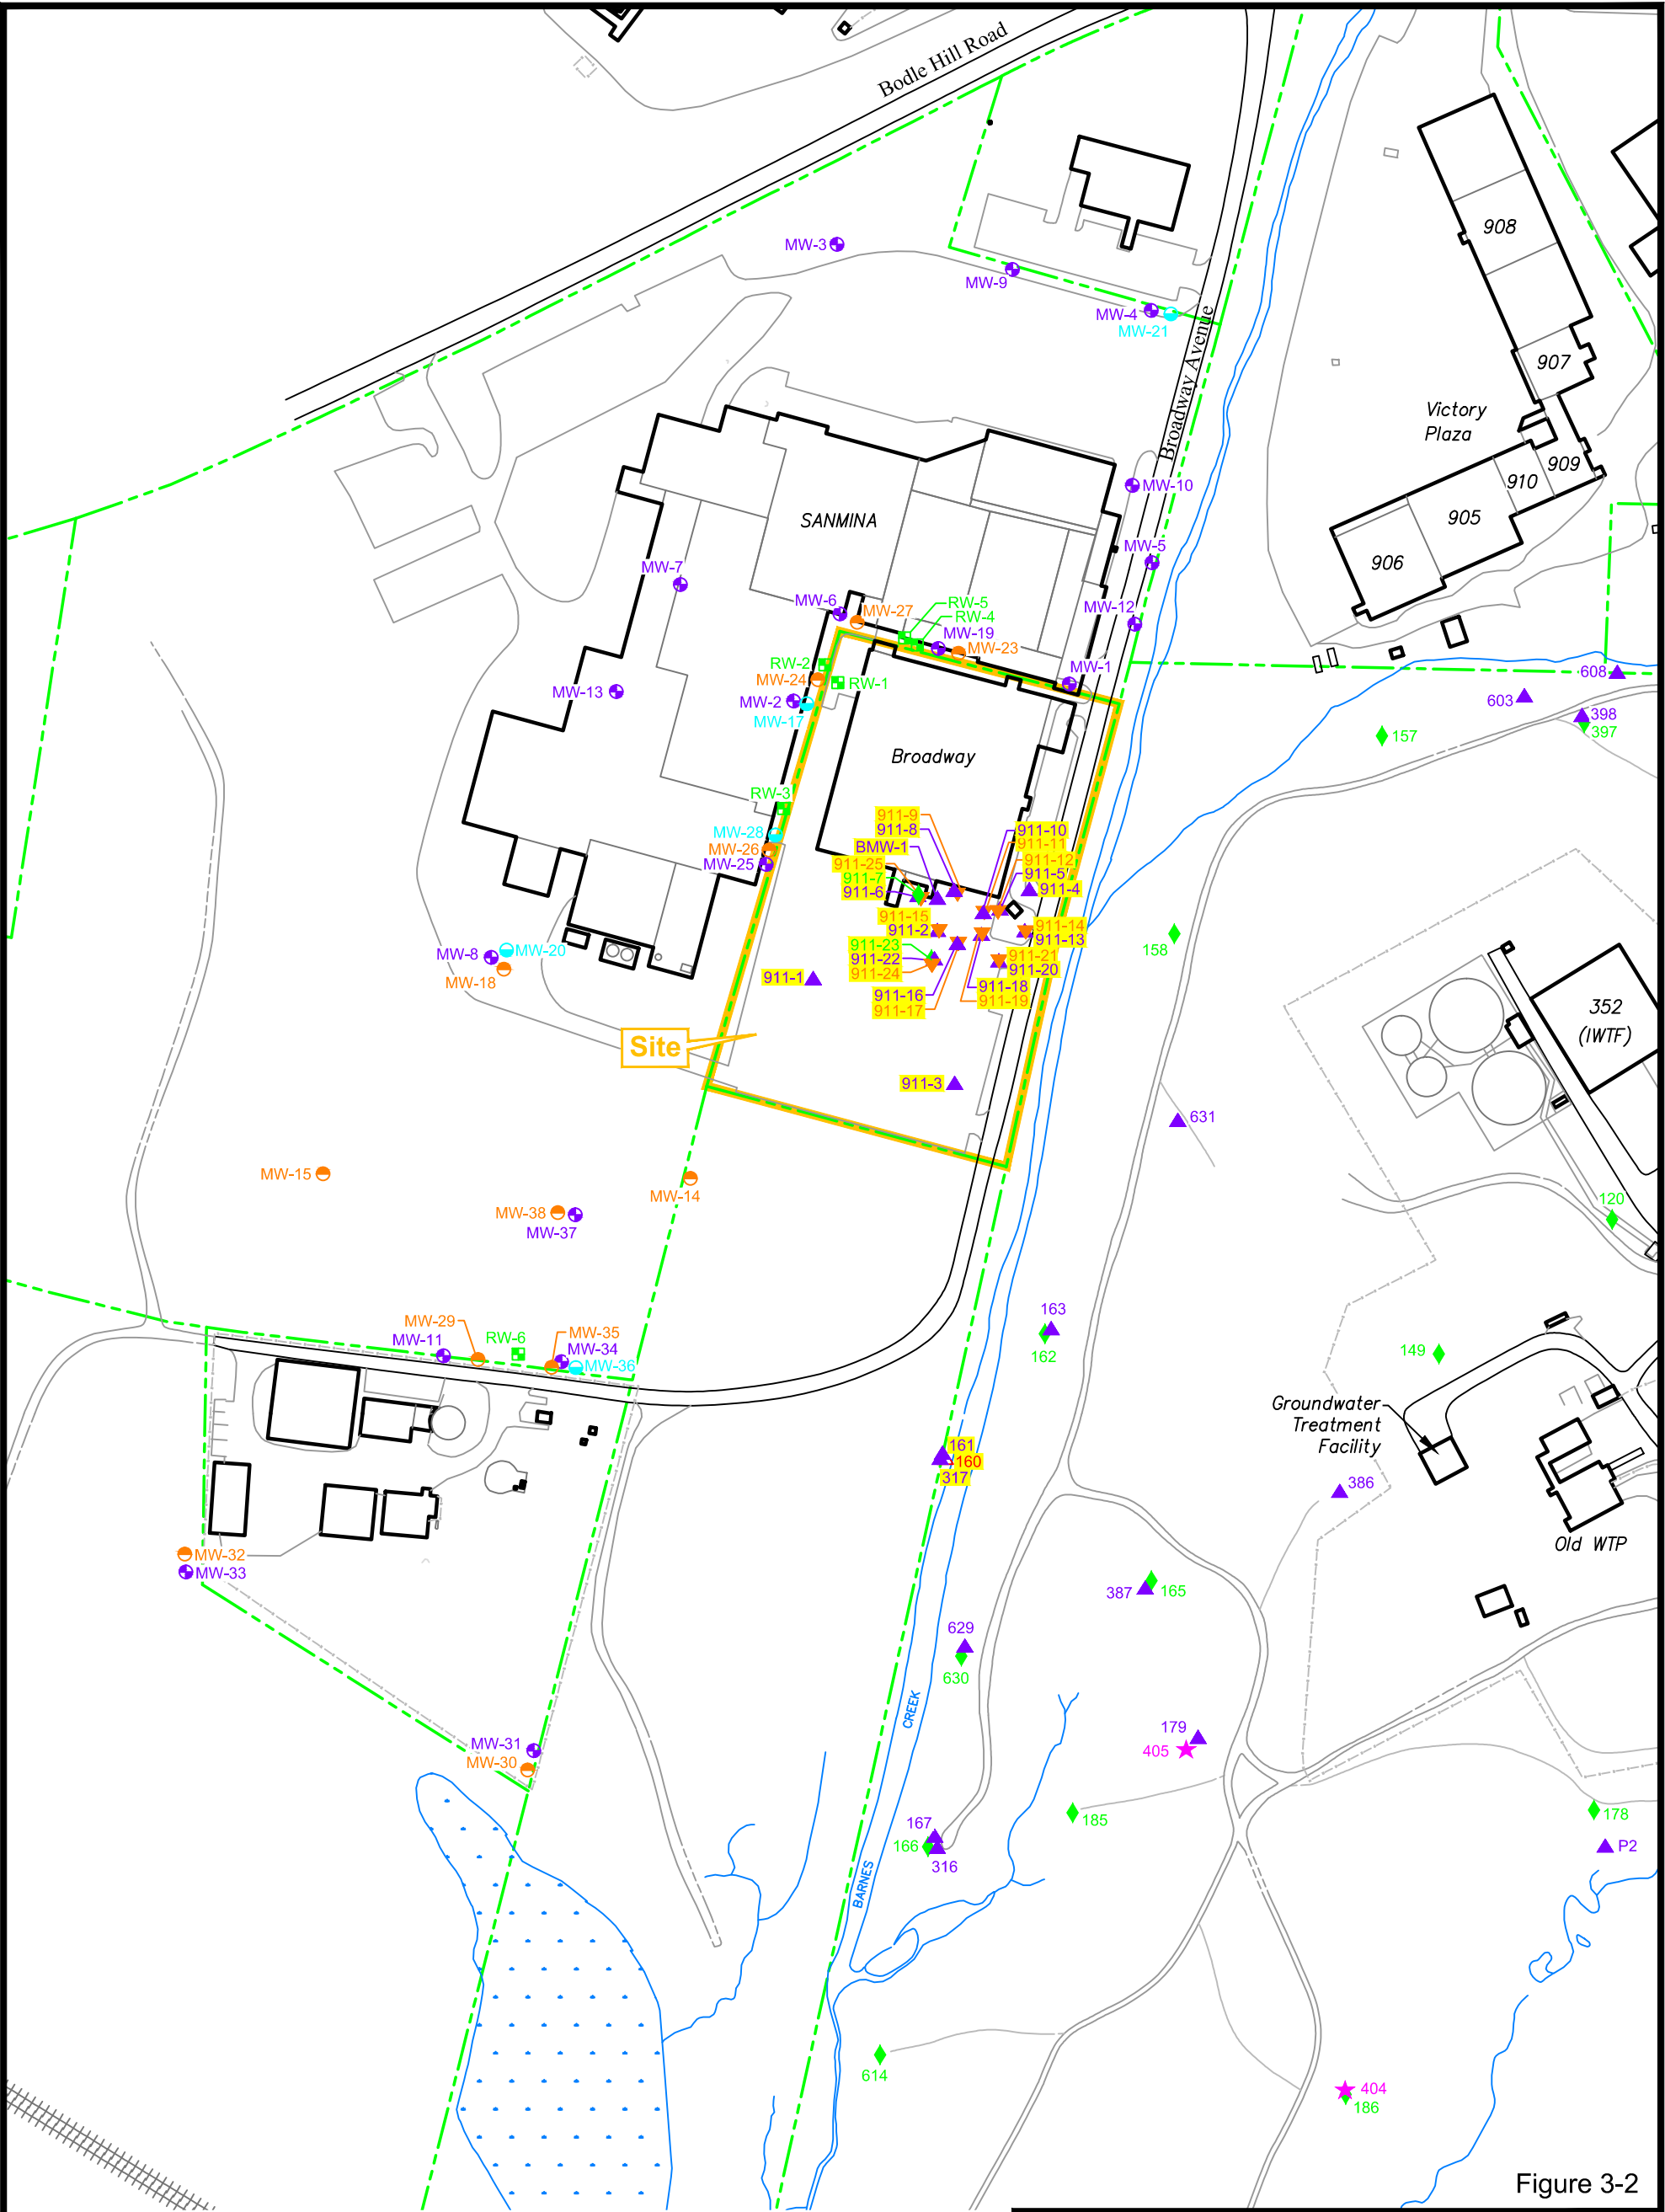 Bodle Hill Road
MW-3
MW-9
MW-4
MW-21
Broadway Avenue
908
907
Victory
Plaza
909
910
905
906
SANMINA
MW-10
MW-5
MW-7
MW-12
MW-6
MW-27
RW-5
RW-4
MW-19
MW-23
RW-2
MW-24
RW-1
MW-1
MW-13
MW-2
MW-17
608
603
398
397
157
Broadway
RW-3
MW-28
MW-26
MW-25
911-9
911-8
BMW-1
911-25
911-7
911-6
911-10
911-11
911-12
911-5
911-4
911-15
911-2
911-14
911-13
911-23
911-22
911-24
911-21
911-20
911-1
911-16
911-17
911-18
911-19
158
MW-8
MW-20
MW-18
352
(IWTF)
Site
911-3
631
MW-15
MW-14
MW-38
MW-37
120
MW-29
MW-11
RW-6
MW-35
MW-34
MW-36
163
162
149
Groundwater
Treatment
Facility
161
160
317
386
Old WTP
MW-32
MW-33
387
165
629
630
CREEK
BARNES
MW-31
MW-30
179
405
185
178
P2
167
166
316
614
404
186
Figure 3-2